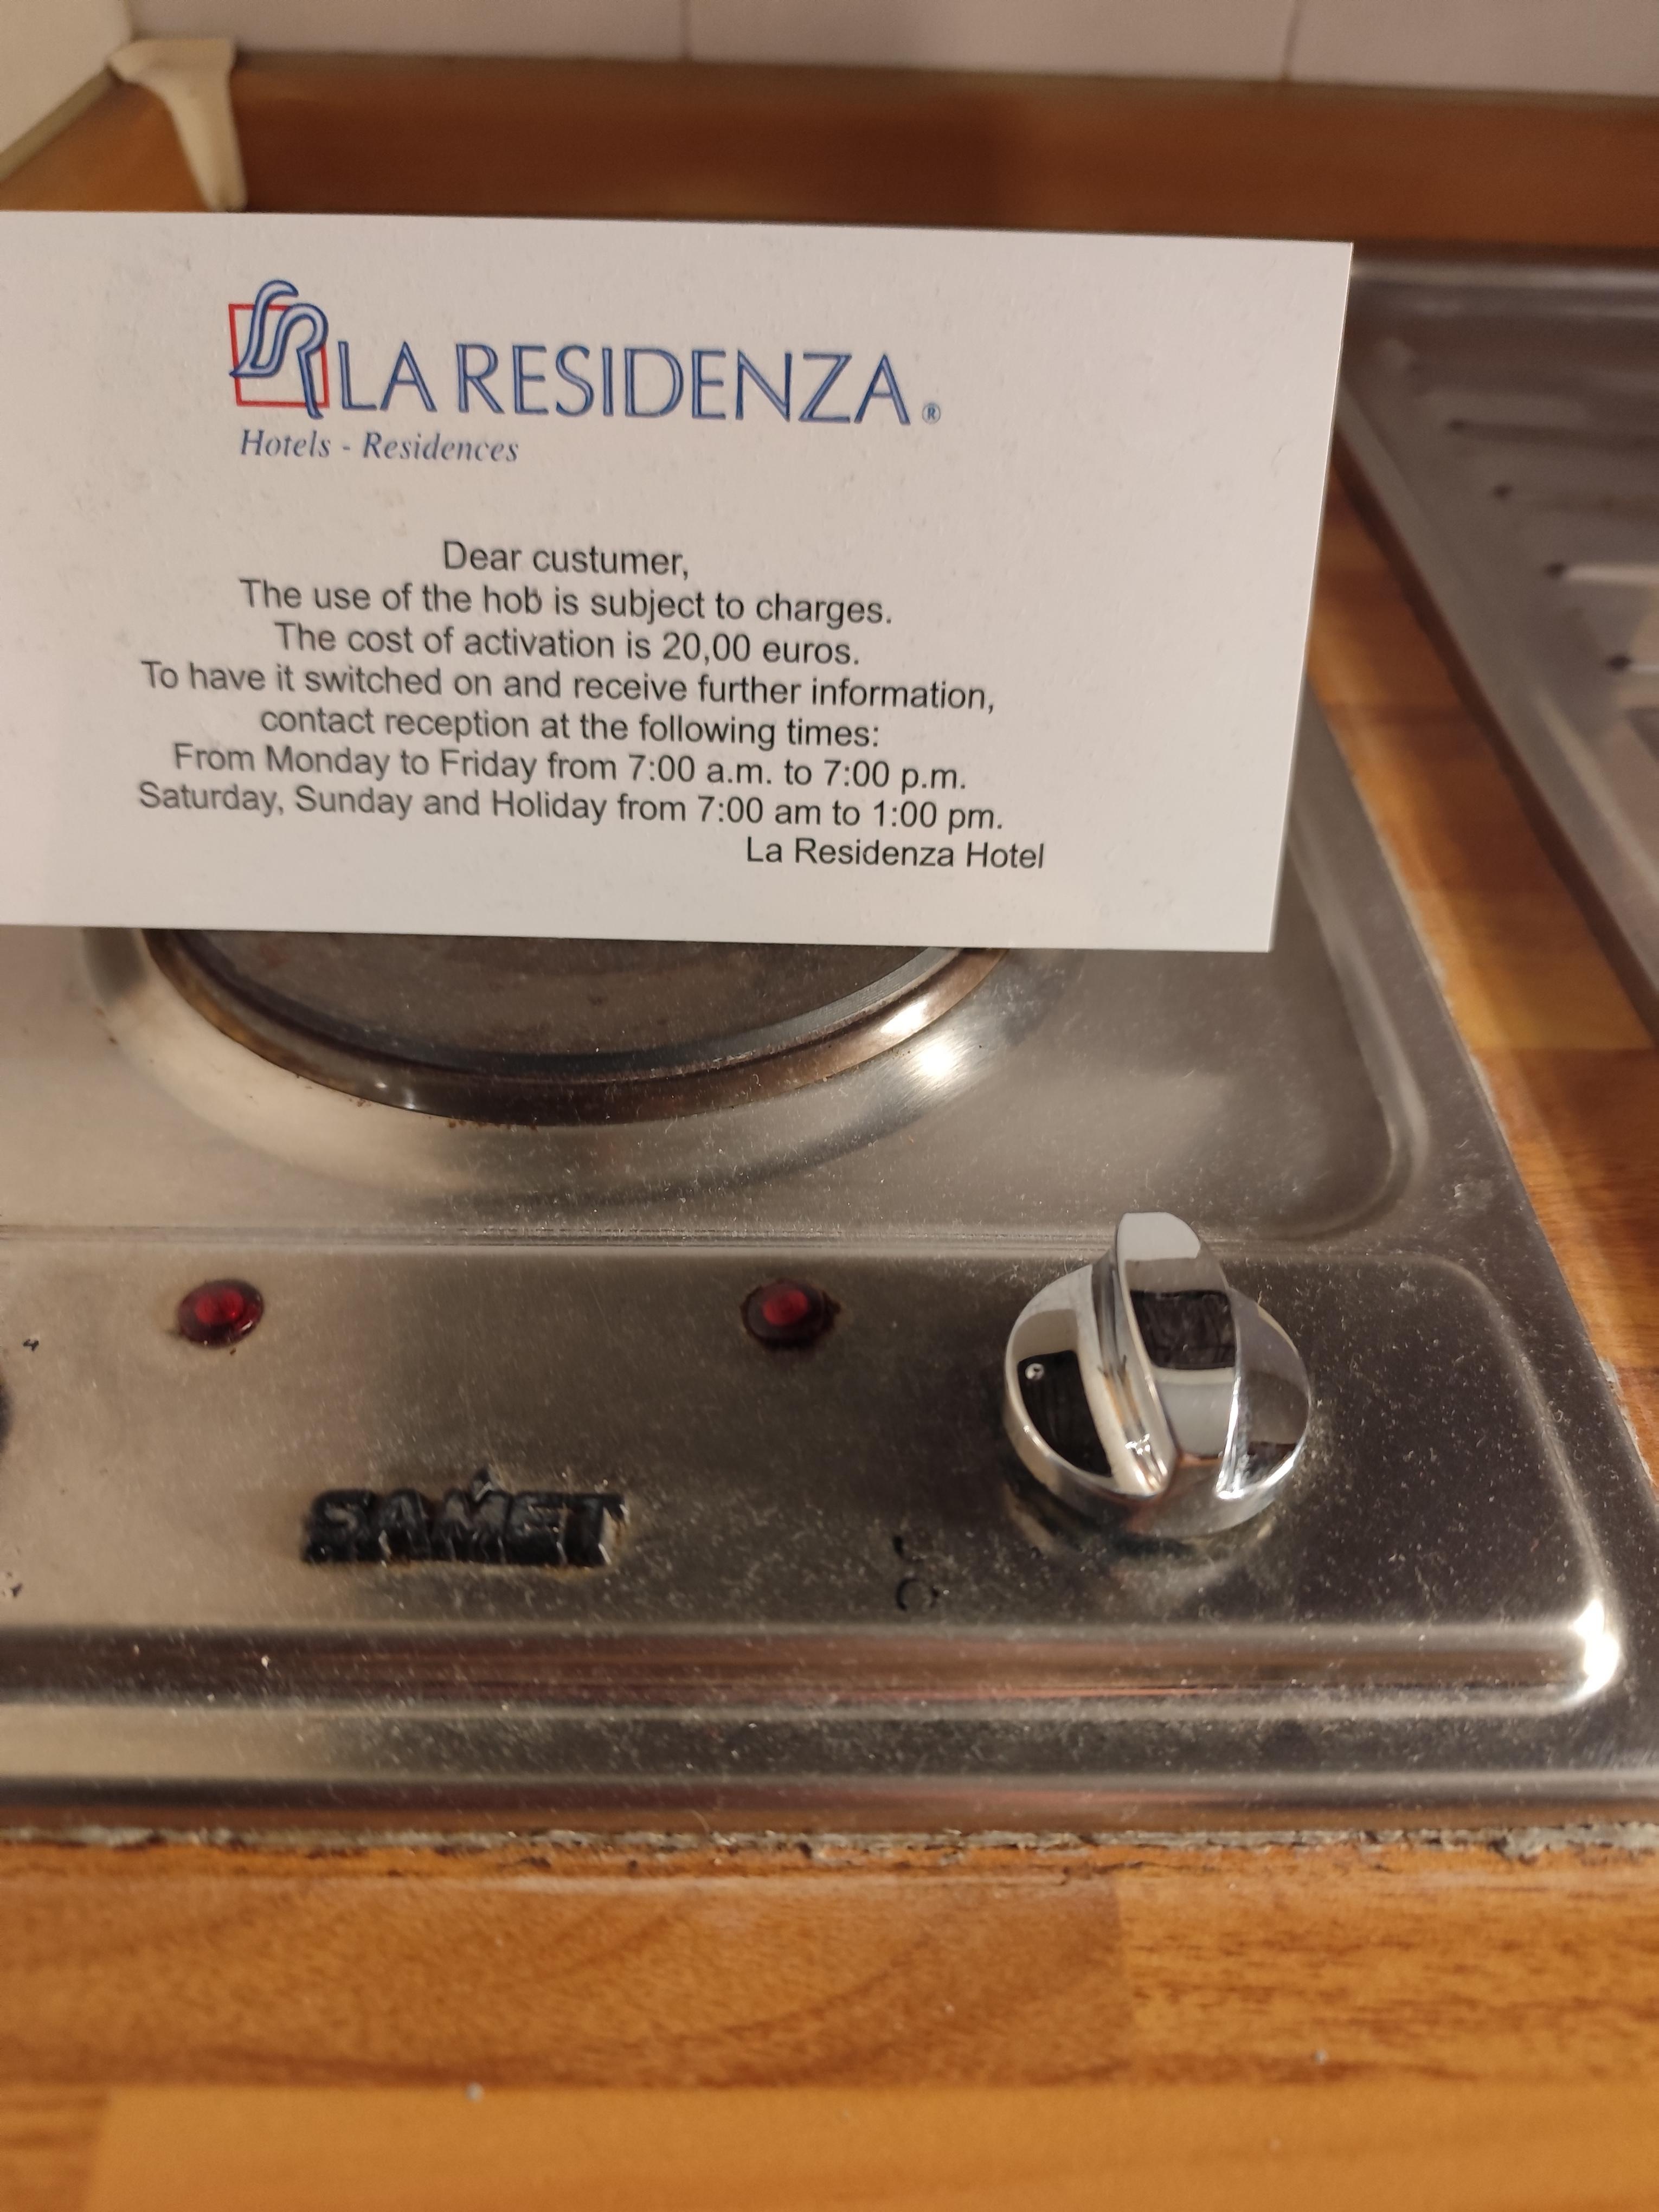 LA RESIDENZA®
Hotels - Residences
Dear custumer,
The use of the hob is subject to charges.
The cost of activation is 20,00 euros.
To have it switched on and receive further information,
contact reception at the following times:
From Monday to Friday from 7:00 a.m. to 7:00 p.m.
Saturday, Sunday and Holiday from 7:00 am to 1:00 pm.
La Residenza Hotel
SAMET